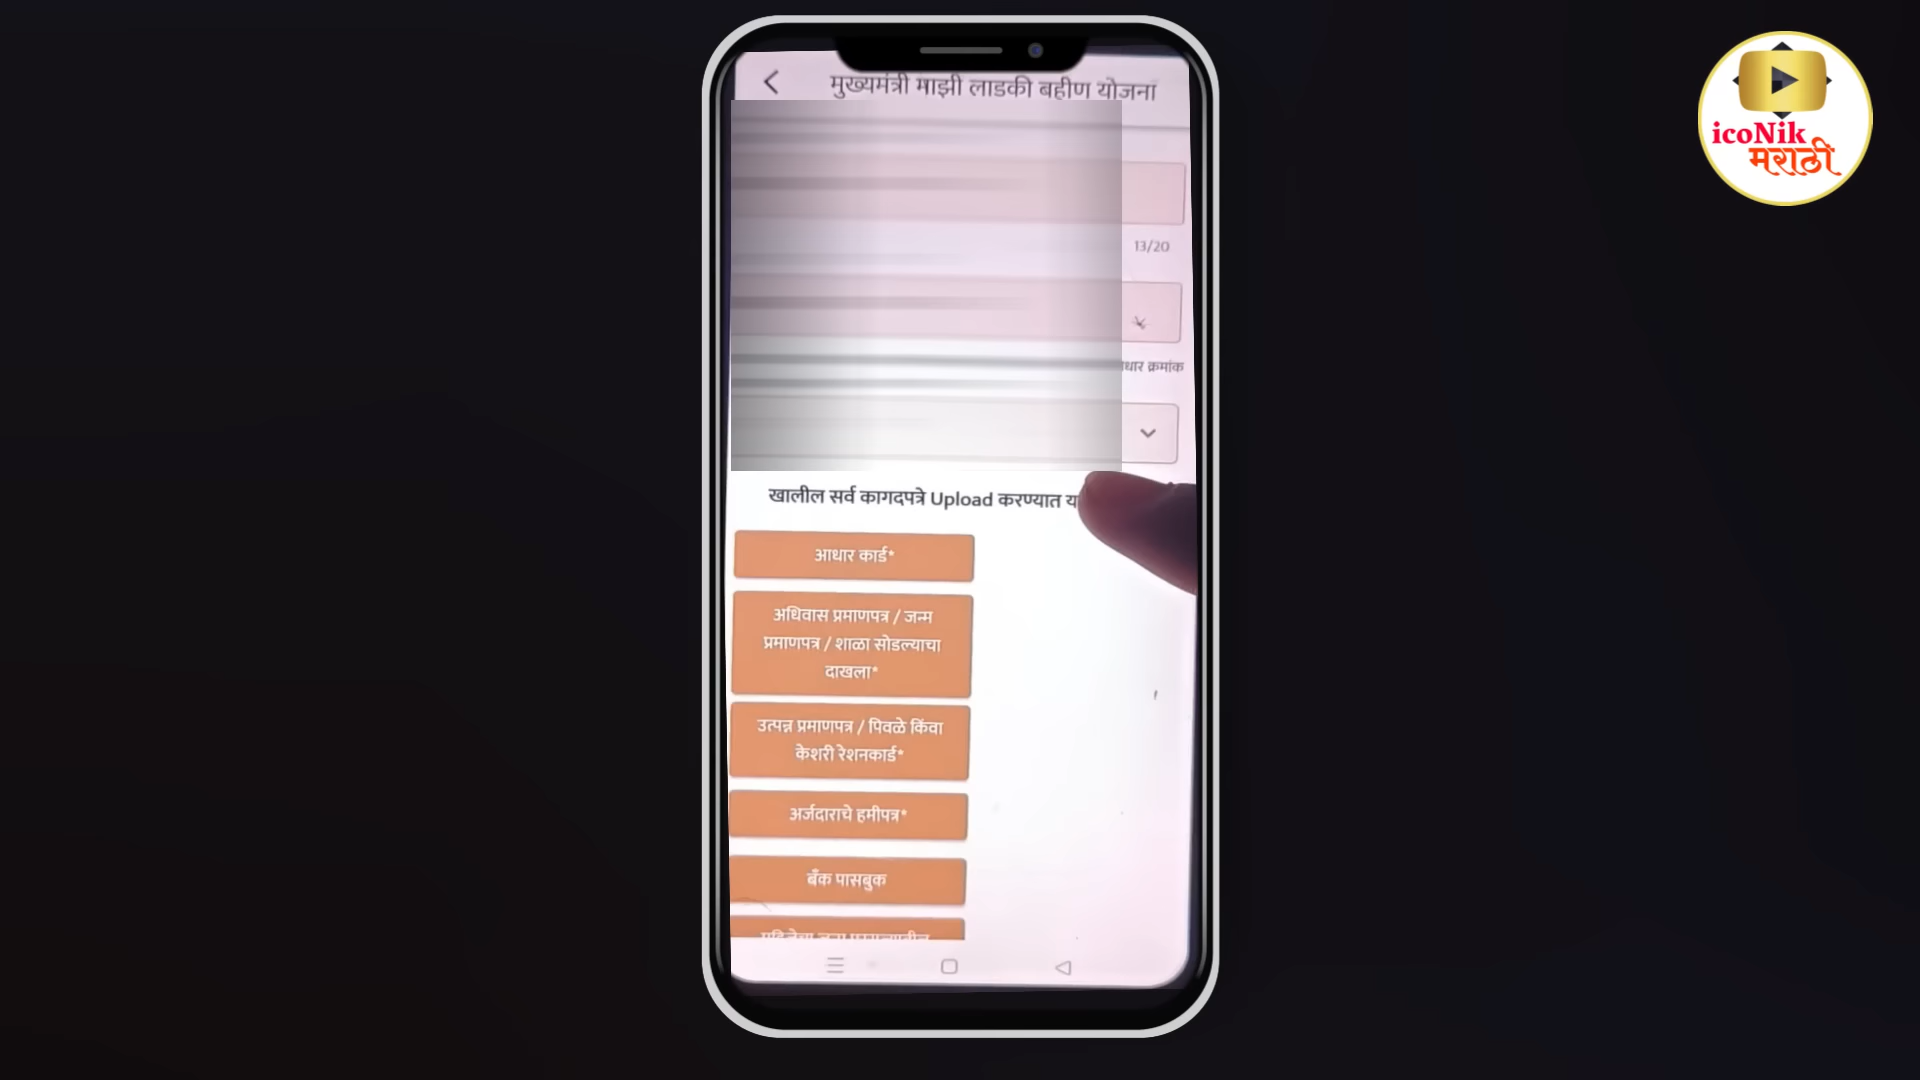 मुख्यमंत्री माझी लाडकी बहीण योजना
13/20
क्रमांक
खालील सर्व कागदपत्रे Upload करण्यात
आधार कार्ड*
अधिवास प्रमाणपत्र / जन्म
प्रमाणपत्र / शाळा सोडल्याचा
दाखला*
उत्पन्न प्रमाणपत्र / पिवळे किंवा
केशरी रेशनकार्ड*
अर्जदाराचे हमीपत्र*
बँक पासबुक
icoNik
मराठी